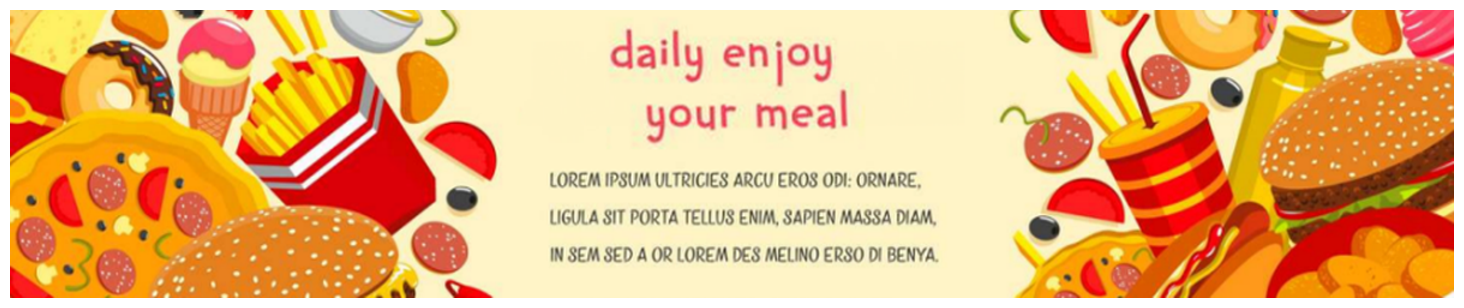 daily enjoy
your meal
LOREM IPSUM ULTRICIES ARCU EROS ODI: ORNARE,
LIGULA SIT PORTA TELLUS ENIM, SAPIEN MASSA DIAM,
IN SEM SED A OR LOREM DES MELINO ERSO DI BENYA.